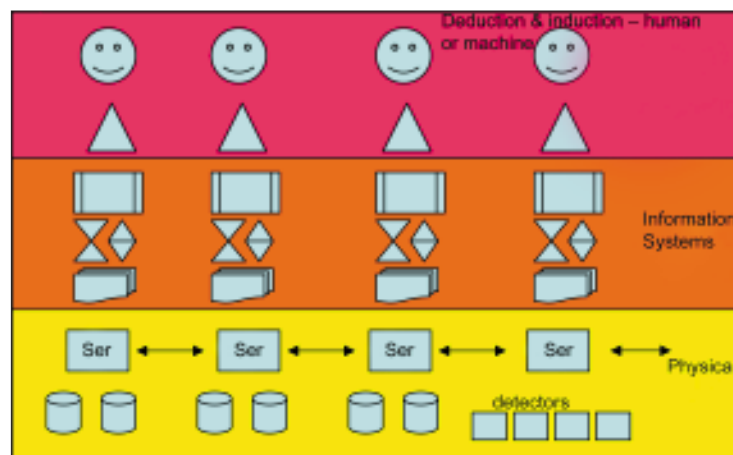 Deduction & induction – human
or machine
Information
Systems
Ser
Ser
Ser
Ser
Physica
detectors